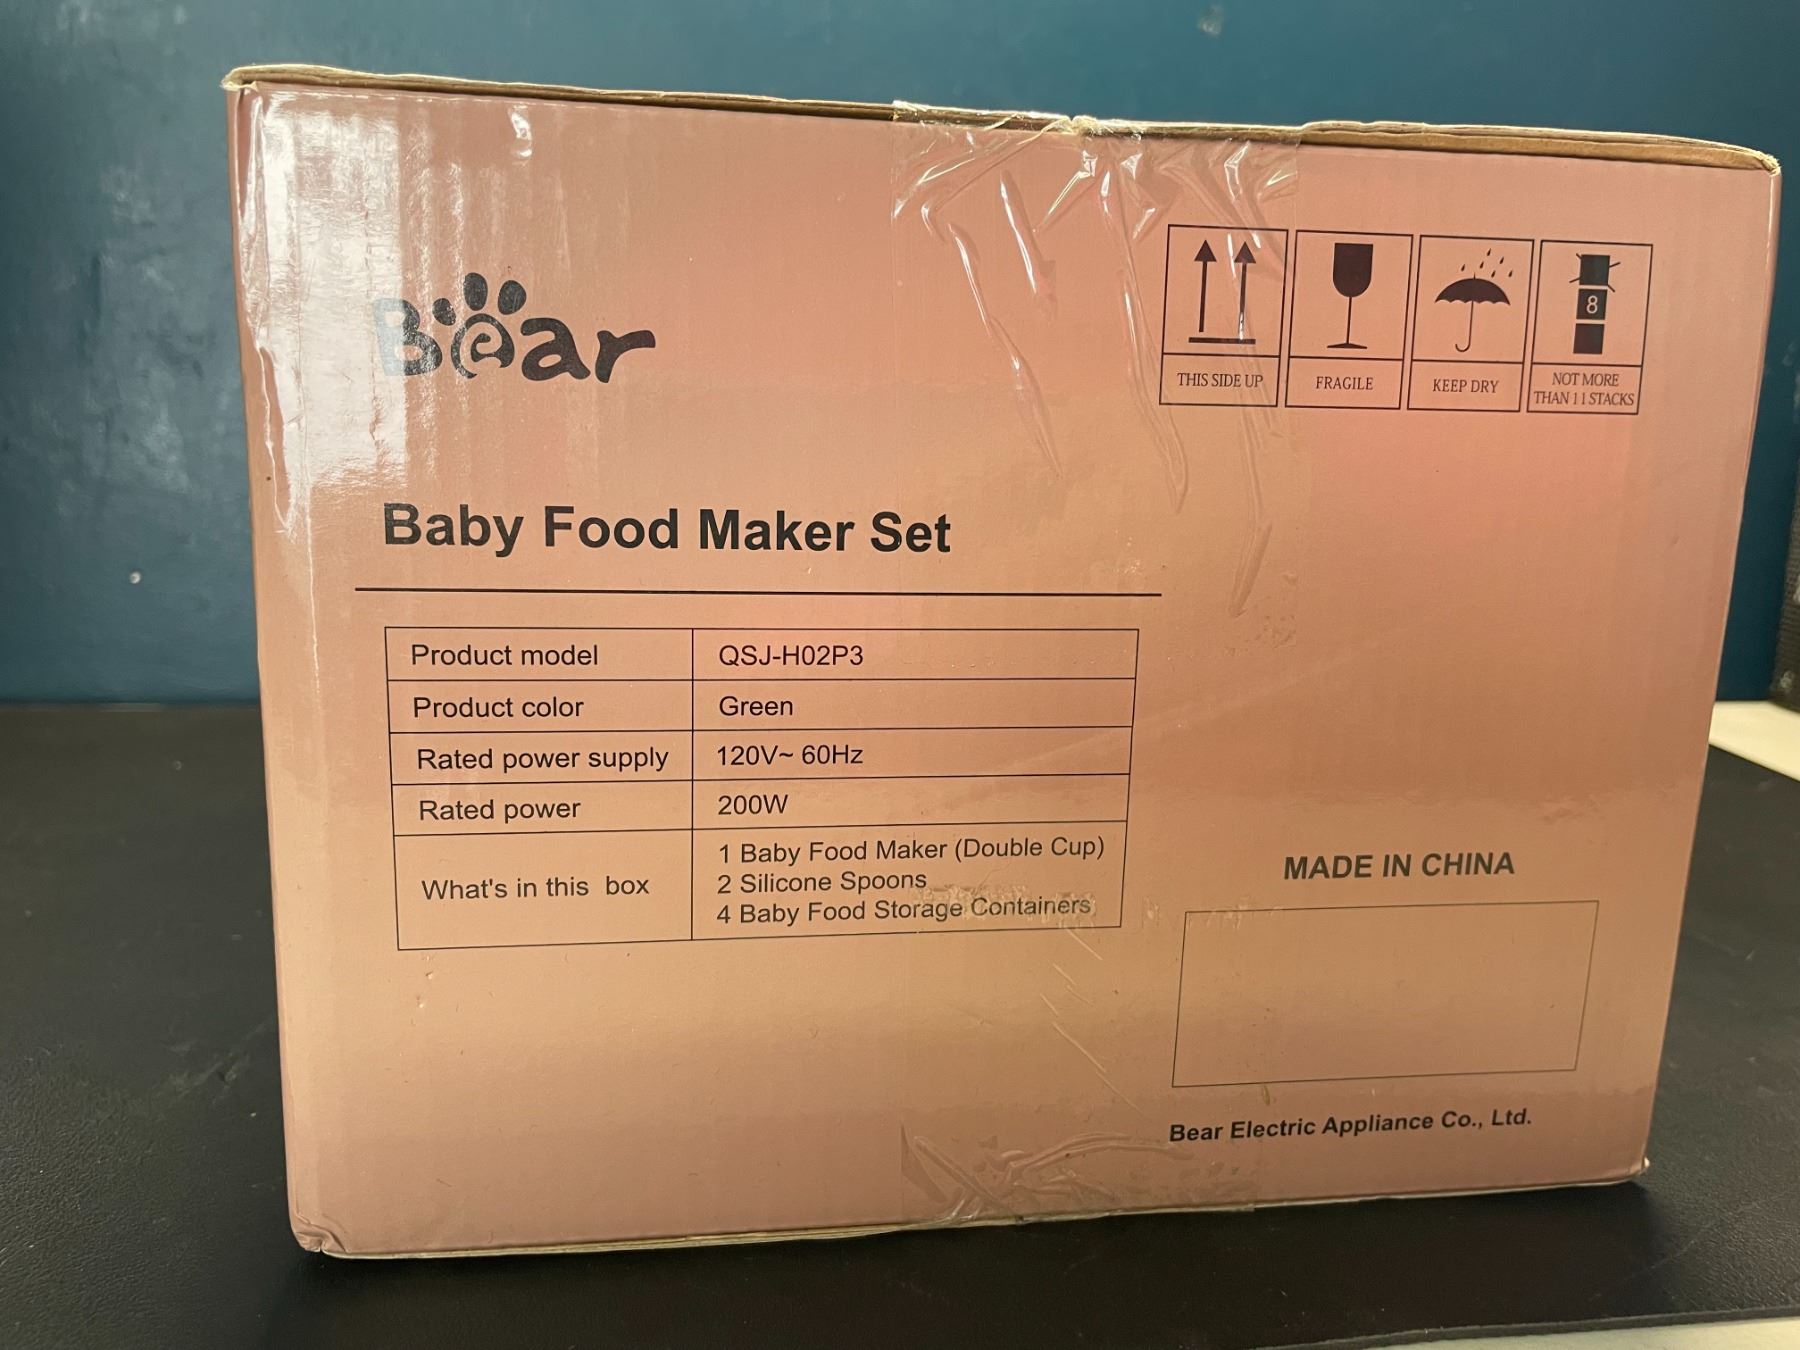 Bear
THIS SIDE UP
FRAGILE
KEEP DRY
8
NOT MORE
THAN 11 STACKS
Baby Food Maker Set
Product model QSJ-H02P3
Product color Green
Rated power supply 120V~ 60Hz
Rated power 200W
What's in this box
1 Baby Food Maker (Double Cup)
2 Silicone Spoons
4 Baby Food Storage Containers
MADE IN CHINA
Bear Electric Appliance Co., Ltd.